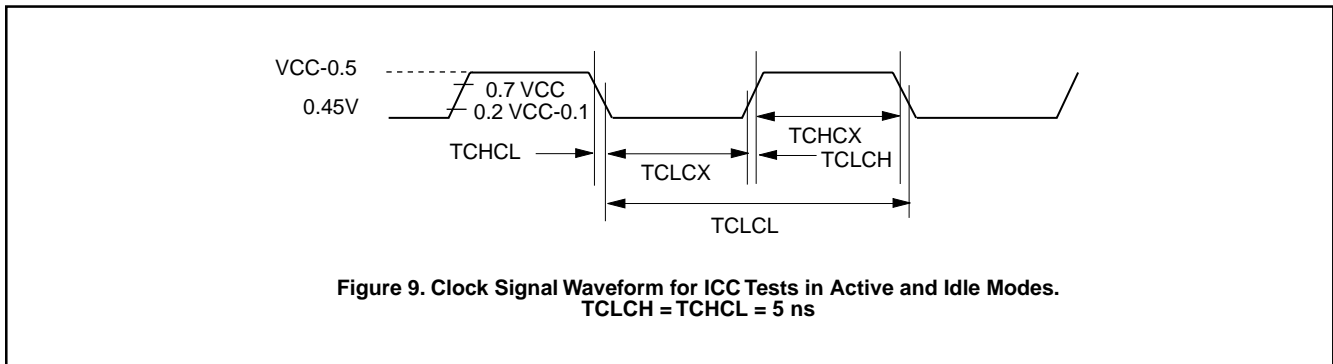 VCC-0.5
0.7 VCC
0.45V
0.2 VCC-0.1
TCHCX
TCHCL
TCLCH
TCLCX
TCLCL
Figure 9. Clock Signal Waveform for ICC Tests in Active and Idle Modes.
TCLCH = TCHCL = 5 ns